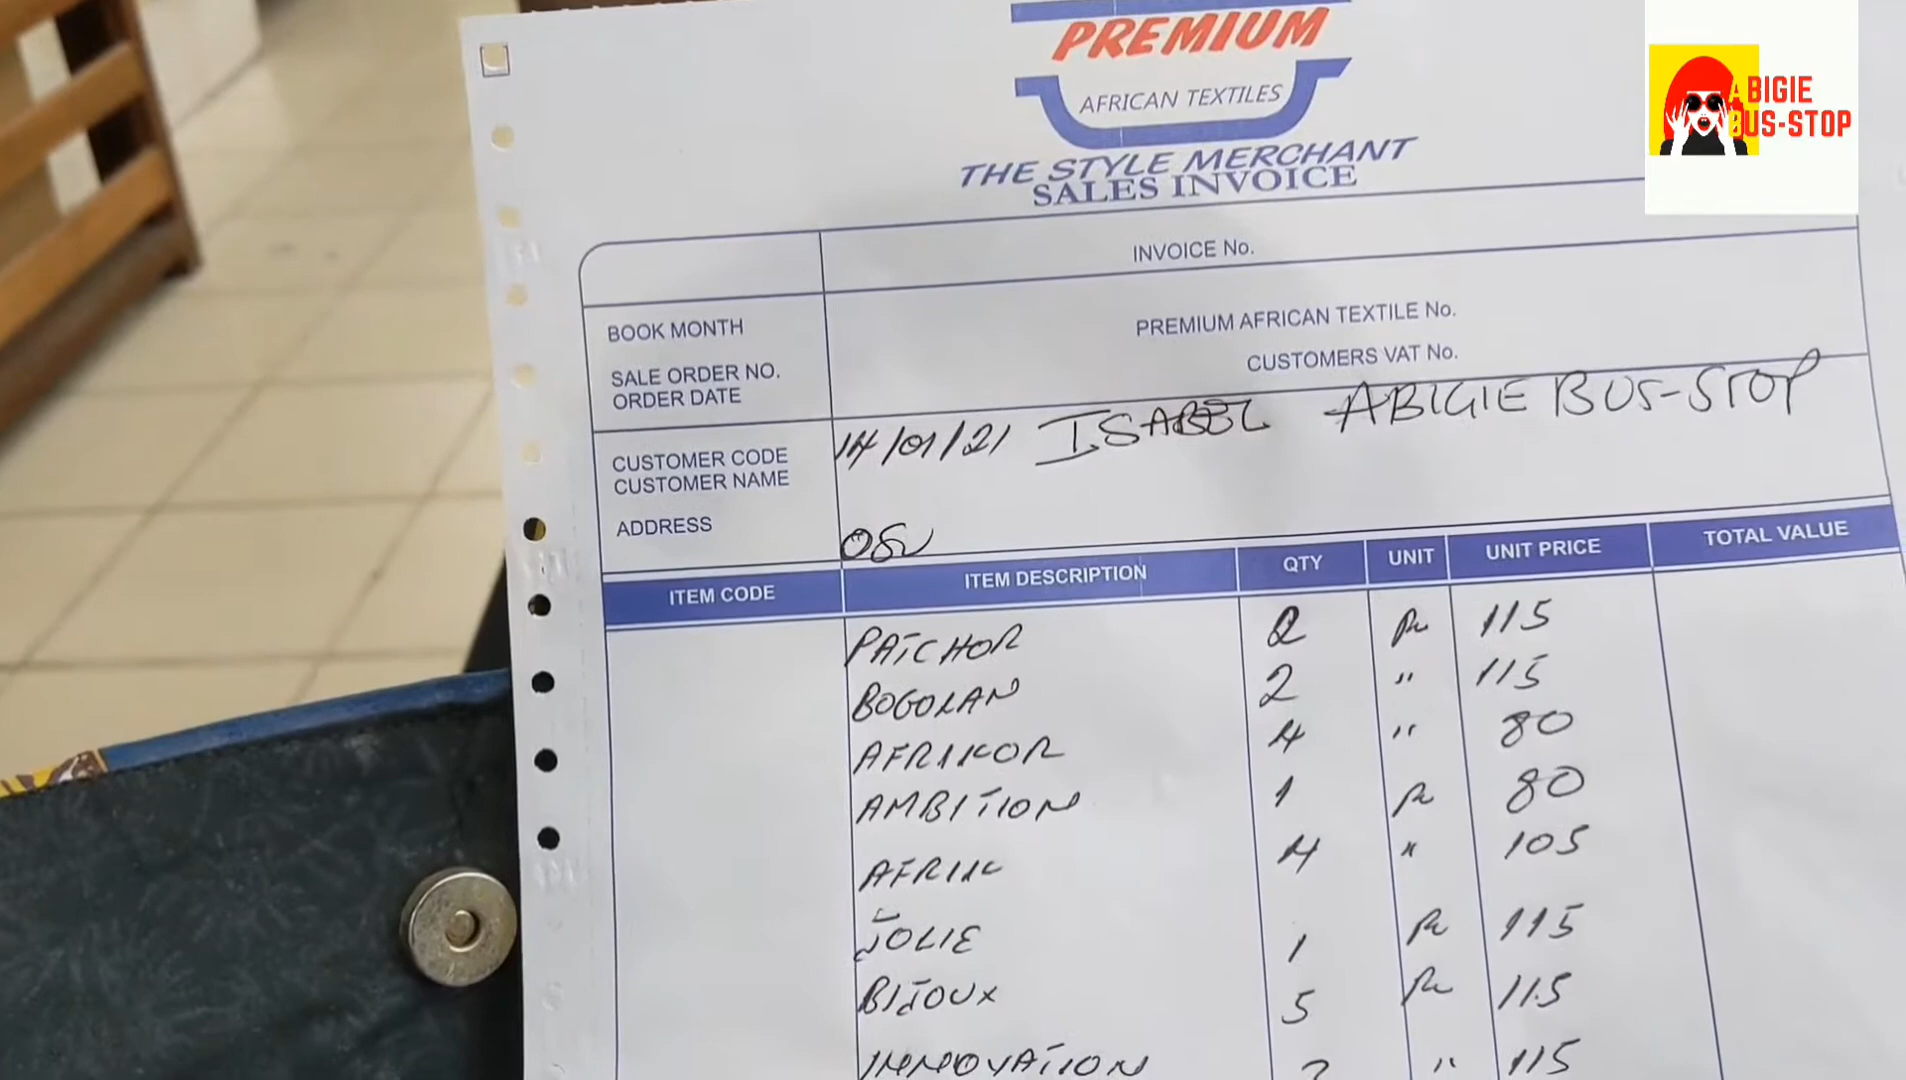 PREMIUM
AFRICAN TEXTILES
THE STYLE MERCHANT
SALES INVOICE
ABIGIE
BUS-STOP
INVOICE No.
BOOK MONTH
PREMIUM AFRICAN TEXTILE No.
SALE ORDER NO.
CUSTOMERS VAT No.
ORDER DATE
14/01/21 ISABEL ABIGIE BUS-STOP
CUSTOMER CODE
CUSTOMER NAME
ADDRESS OSU
ITEM CODE ITEM DESCRIPTION QTY UNIT UNIT PRICE TOTAL VALUE
PATCHOR 2 115
BOGOLAN 2 " 115
AFRIKOR 4 " 80
AMBITION 1 80
AFRIK 4 " 105
JOLIE 1 115
BIJOUX 5 115
INNOVATION " 115